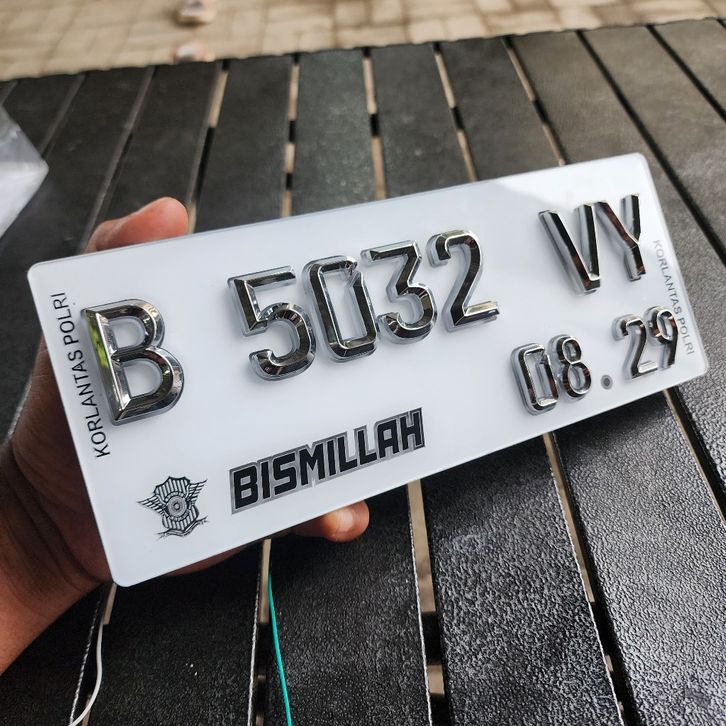 KORLANTAS POLRI
B 5032 VY
08.29
KORLANTAS POLRI
BISMILLAH